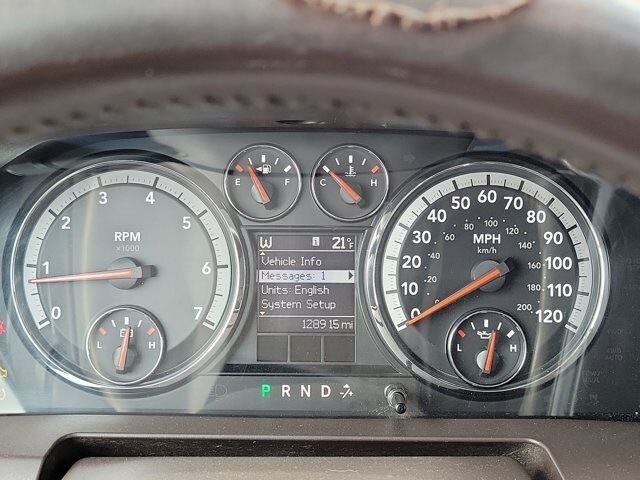 E F
C H
0 1 2 3 4 5 6 7
RPM
x1000
L H
W 21°F
Vehicle Info
Messages: 1
Units: English
System Setup
128915 mi
0 10 20 30 40 50 60 70 80 90 100 110 120
MPH
km/h
0 20 40 60 80 100 120 140 160 180 200
L H
P R N D -/+